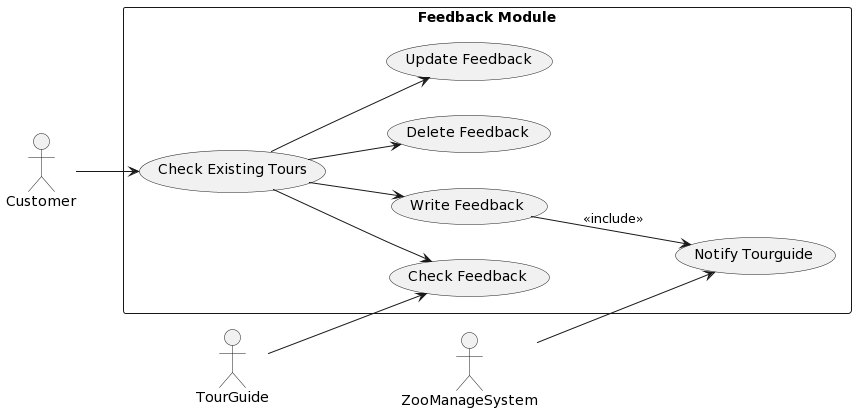 Feedback Module
Update Feedback
Delete Feedback
Check Existing Tours
Customer
Write Feedback
«include»
Notify Tourguide
Check Feedback
TourGuide
ZooManageSystem